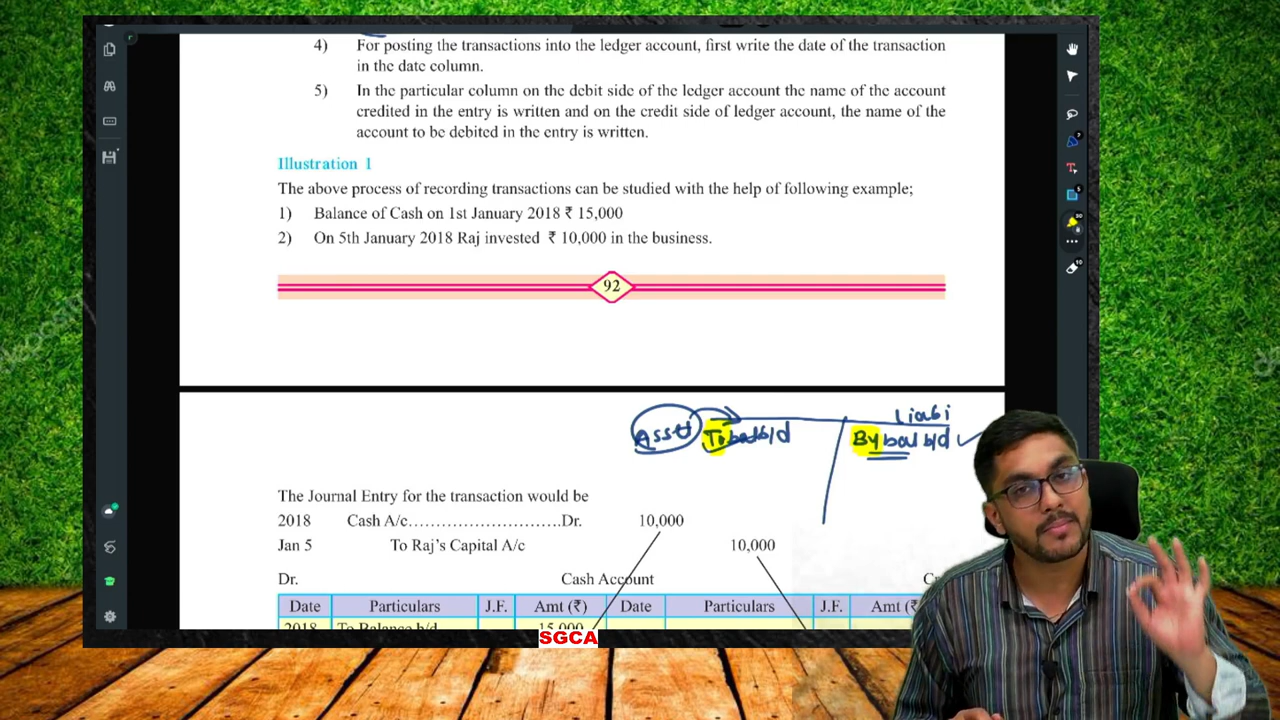 4) For posting the transactions into the ledger account, first write the date of the transaction
in the date column.
5) In the particular column on the debit side of the ledger account the name of the account
credited in the entry is written and on the credit side of ledger account, the name of the
account to be debited in the entry is written.
Illustration 1
The above process of recording transactions can be studied with the help of following example;
1) Balance of Cash on 1st January 2018 ₹ 15,000
2) On 5th January 2018 Raj invested ₹ 10,000 in the business.
92
Asset To bal b/d
Liabi
By bal b/d
The Journal Entry for the transaction would be
2018 Cash A/c..............................Dr. 10,000
Jan 5 To Raj's Capital A/c 10,000
Dr. Cash Account
Date Particulars J.F. Amt (₹) Date Particulars J.F. Amt (₹
2018 To Balance b/d 15,000
SGCA